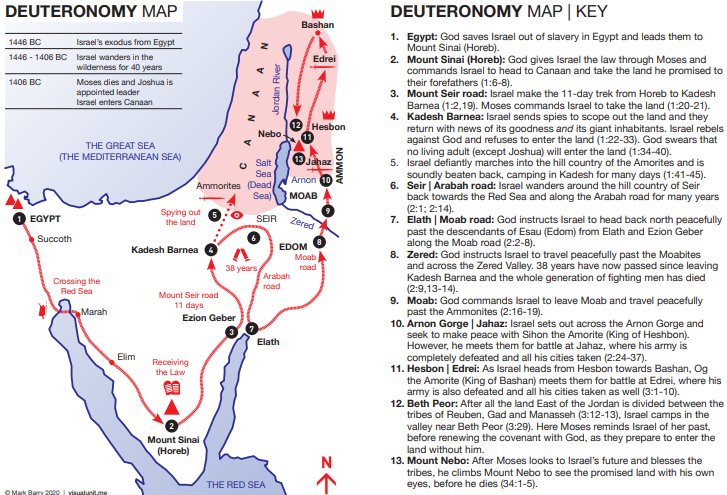 DEUTERONOMY MAP
1446 BC Israel's exodus from Egypt
1446 - 1406 BC Israel wanders in the
wilderness for 40 years
1406 BC Moses dies and Joshua is
appointed leader
Israel enters Canaan
THE GREAT SEA
(THE MEDITERRANEAN SEA)
Bashan
Edrei
CANAAN
Jordan River
12
Hesbon
11
Nebo
13
Jahaz
AMMON
Salt
Sea
(Dead
Sea)
Arnon
10
MOAB
Ammorites
9
Spying out
the land
5
SEIR
Zered
1 EGYPT
Succoth
Kadesh Barnea
4
6
EDOM
8
38 years
Moab
road
Arabah
road
Crossing the
Red Sea
Mount Seir road
11 days
Marah
Ezion Geber
3
7
Elath
Elim
Receiving
the Law
2
Mount Sinai
(Horeb)
N
THE RED SEA
© Mark Barry 2020 | visualunit.me
DEUTERONOMY MAP | KEY
1. Egypt: God saves Israel out of slavery in Egypt and leads them to
Mount Sinai (Horeb).
2. Mount Sinai (Horeb): God gives Israel the law through Moses and
commands Israel to head to Canaan and take the land he promised to
their forefathers (1:6-8).
3. Mount Seir road: Israel make the 11-day trek from Horeb to Kadesh
Barnea (1:2,19). Moses commands Israel to take the land (1:20-21).
4. Kadesh Barnea: Israel sends spies to scope out the land and they
return with news of its goodness and its giant inhabitants. Israel rebels
against God and refuses to enter the land (1:22-33). God swears that
no living adult (except Joshua) will enter the land (1:34-40).
5. Israel defiantly marches into the hill country of the Amorites and is
soundly beaten back, camping in Kadesh for many days (1:41-45).
6. Seir | Arabah road: Israel wanders around the hill country of Seir
back towards the Red Sea and along the Arabah road for many years
(2:1; 2:14).
7. Elath | Moab road: God instructs Israel to head back north peacefully
past the descendants of Esau (Edom) from Elath and Ezion Geber
along the Moab road (2:2-8).
8. Zered: God instructs Israel to travel peacefully past the Moabites
and across the Zered Valley. 38 years have now passed since leaving
Kadesh Barnea and the whole generation of fighting men has died
(2:9,13-14).
9. Moab: God commands Israel to leave Moab and travel peacefully
past the Ammonites (2:16-19).
10. Arnon Gorge | Jahaz: Israel sets out across the Arnon Gorge and
seek to make peace with Sihon the Amorite (King of Heshbon).
However, he meets them for battle at Jahaz, where his army is
completely defeated and all his cities taken (2:24-37).
11. Hesbon | Edrei: As Israel heads from Hesbon towards Bashan, Og
the Amorite (King of Bashan) meets them for battle at Edrei, where his
army is also defeated and all his cities taken as well (3:1-10).
12. Beth Peor: After all the land East of the Jordan is divided between the
tribes of Reuben, Gad and Manasseh (3:12-13), Israel camps in the
valley near Beth Peor (3:29). Here Moses reminds Israel of her past,
before renewing the covenant with God, as they prepare to enter the
land without him.
13. Mount Nebo: After Moses looks to Israel's future and blesses the
tribes, he climbs Mount Nebo to see the promised land with his own
eyes, before he dies (34:1-5).